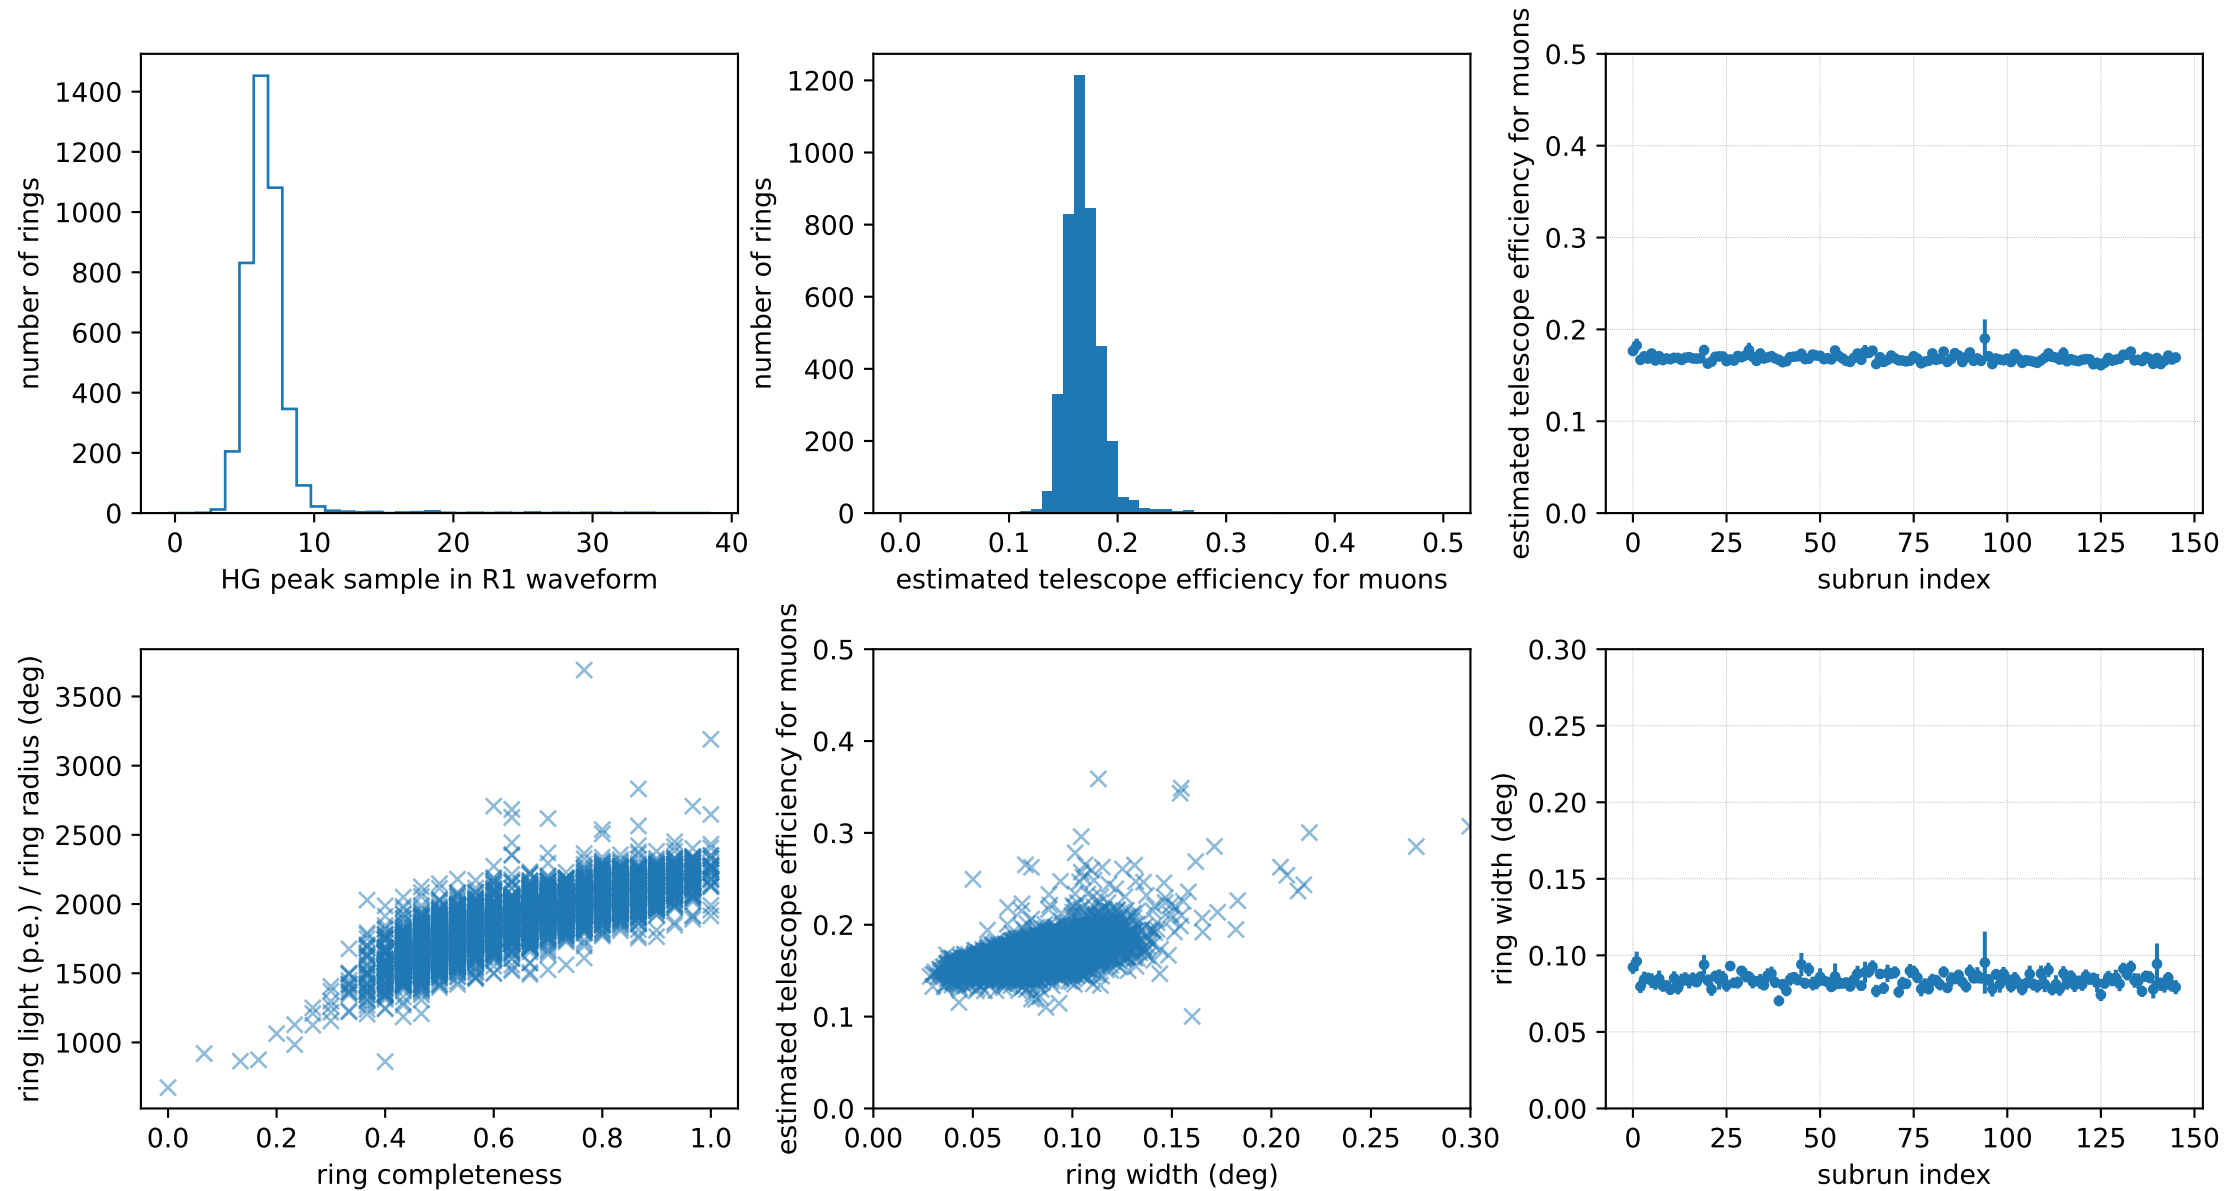 number of rings
1400
1200
1000
800
600
400
200
0
0 10 20 30 40
HG peak sample in R1 waveform
number of rings
1200
1000
800
600
400
200
0
0.0 0.1 0.2 0.3 0.4 0.5
estimated telescope efficiency for muons
estimated telescope efficiency for muons
0.5
0.4
0.3
0.2
0.1
0.0
0 25 50 75 100 125 150
subrun index
ring light (p.e.) / ring radius (deg)
3500
3000
2500
2000
1500
1000
0.0 0.2 0.4 0.6 0.8 1.0
ring completeness
estimated telescope efficiency for muons
0.5
0.4
0.3
0.2
0.1
0.0
0.00 0.05 0.10 0.15 0.20 0.25 0.30
ring width (deg)
ring width (deg)
0.30
0.25
0.20
0.15
0.10
0.05
0.00
0 25 50 75 100 125 150
subrun index